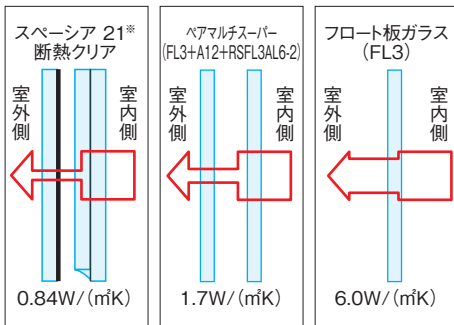 スペーシア 21※
断熱クリア
室外側
室内側
0.84W/(㎡K)
ペアマルチスーパー
(FL3+A12+RSFL3AL6-2)
室外側
室内側
1.7W/(㎡K)
フロート板ガラス
(FL3)
室外側
室内側
6.0W/(㎡K)